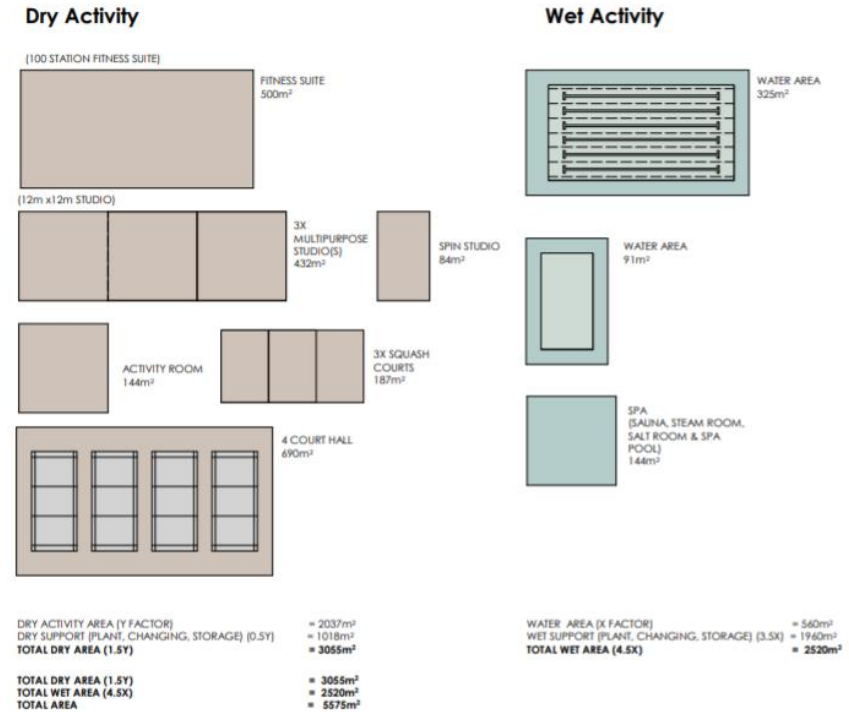 Dry Activity
(100 STATION FITNESS SUITE)
FITNESS SUITE
500m²
(12m x12m STUDIO)
3X
MULTIPURPOSE
STUDIO(S)
432m²
SPIN STUDIO
84m²
ACTIVITY ROOM
144m²
3X SQUASH
COURTS
187m²
4 COURT HALL
690m²
DRY ACTIVITY AREA (Y FACTOR) = 2037m²
DRY SUPPORT (PLANT, CHANGING, STORAGE) (0.5Y) = 1018m²
TOTAL DRY AREA (1.5Y) = 3055m²
TOTAL DRY AREA (1.5Y) = 3055m²
TOTAL WET AREA (4.5X) = 2520m²
TOTAL AREA = 5575m²
Wet Activity
WATER AREA
325m²
WATER AREA
91m²
SPA
(SAUNA, STEAM ROOM,
SALT ROOM & SPA
POOL)
144m²
WATER AREA (X FACTOR) = 560m²
WET SUPPORT (PLANT, CHANGING, STORAGE) (3.5X) = 1960m²
TOTAL WET AREA (4.5X) = 2520m²